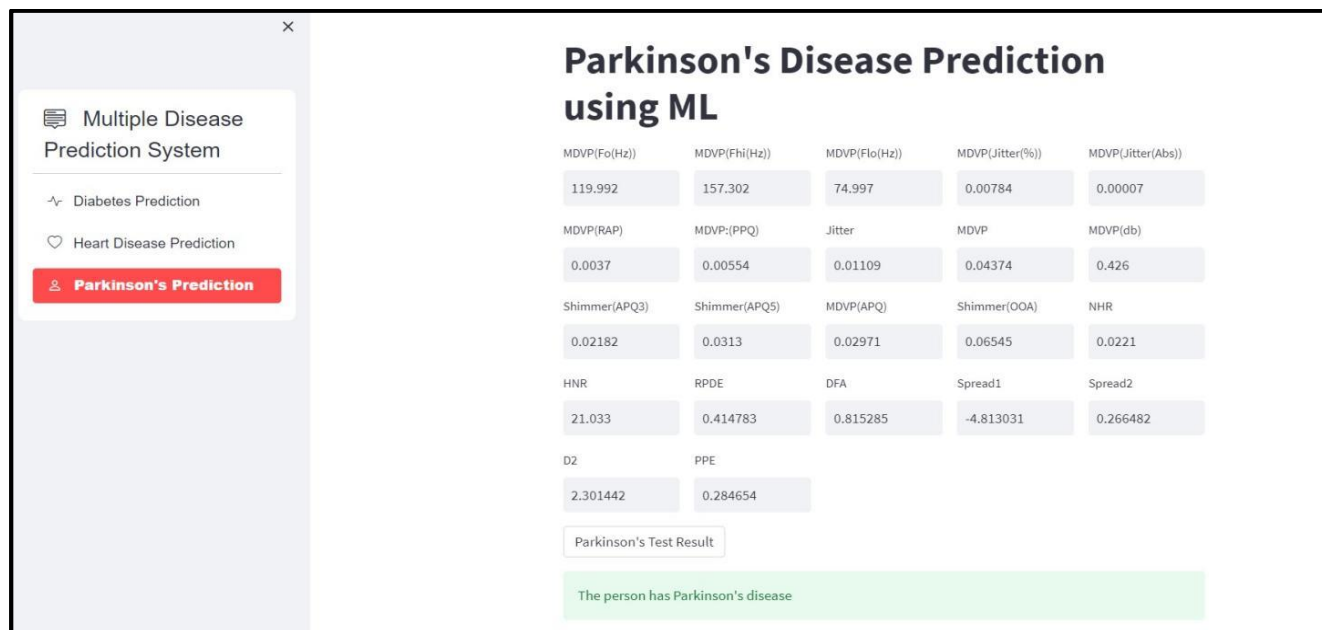 ×
Multiple Disease
Prediction System
Diabetes Prediction
Heart Disease Prediction
Parkinson's Prediction
Parkinson's Disease Prediction
using ML
MDVP(Fo(Hz)) MDVP(Fhi(Hz)) MDVP(Flo(Hz)) MDVP(Jitter(%)) MDVP(Jitter(Abs))
119.992 157.302 74.997 0.00784 0.00007
MDVP(RAP) MDVP:(PPQ) Jitter MDVP MDVP(db)
0.0037 0.00554 0.01109 0.04374 0.426
Shimmer(APQ3) Shimmer(APQ5) MDVP(APQ) Shimmer(OOA) NHR
0.02182 0.0313 0.02971 0.06545 0.0221
HNR RPDE DFA Spread1 Spread2
21.033 0.414783 0.815285 -4.813031 0.266482
D2 PPE
2.301442 0.284654
Parkinson's Test Result
The person has Parkinson's disease